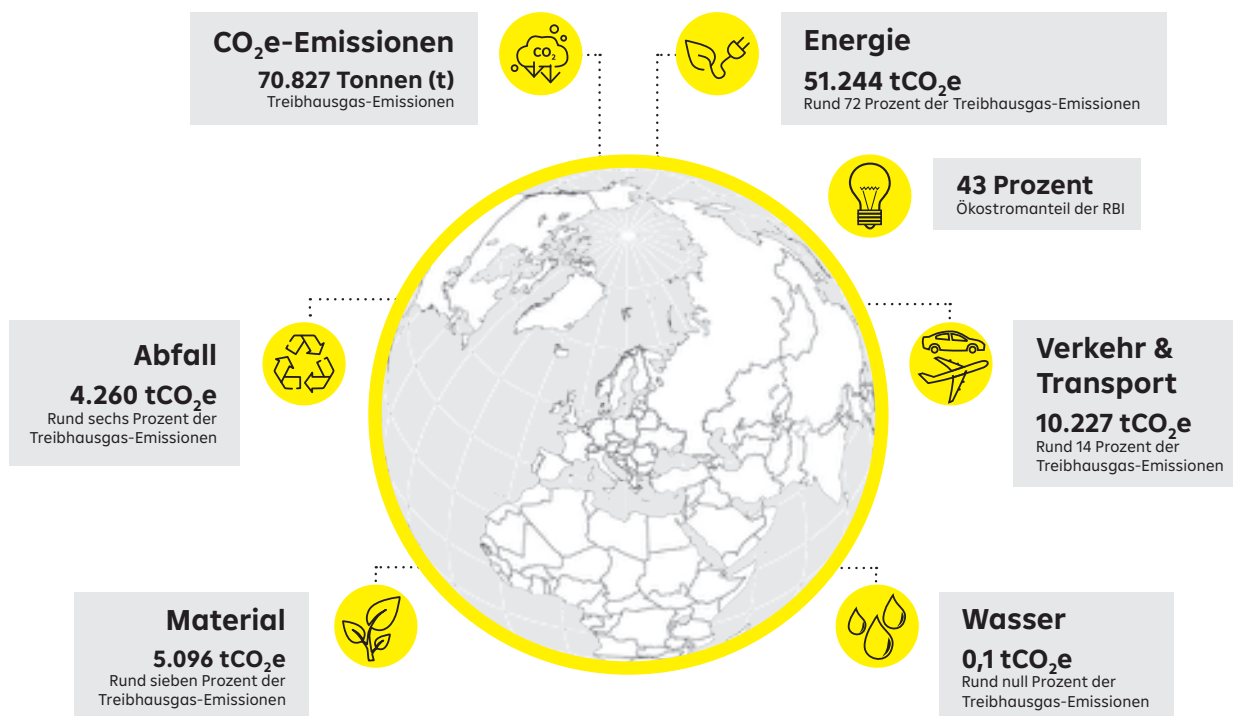 CO₂e-Emissionen
70.827 Tonnen (t)
Treibhausgas-Emissionen
CO₂
Energie
51.244 tCO₂e
Rund 72 Prozent der Treibhausgas-Emissionen
43 Prozent
Ökostromanteil der RBI
Abfall
4.260 tCO₂e
Rund sechs Prozent der
Treibhausgas-Emissionen
Verkehr &
Transport
10.227 tCO₂e
Rund 14 Prozent der
Treibhausgas-Emissionen
Material
5.096 tCO₂e
Rund sieben Prozent der
Treibhausgas-Emissionen
Wasser
0,1 tCO₂e
Rund null Prozent der
Treibhausgas-Emissionen